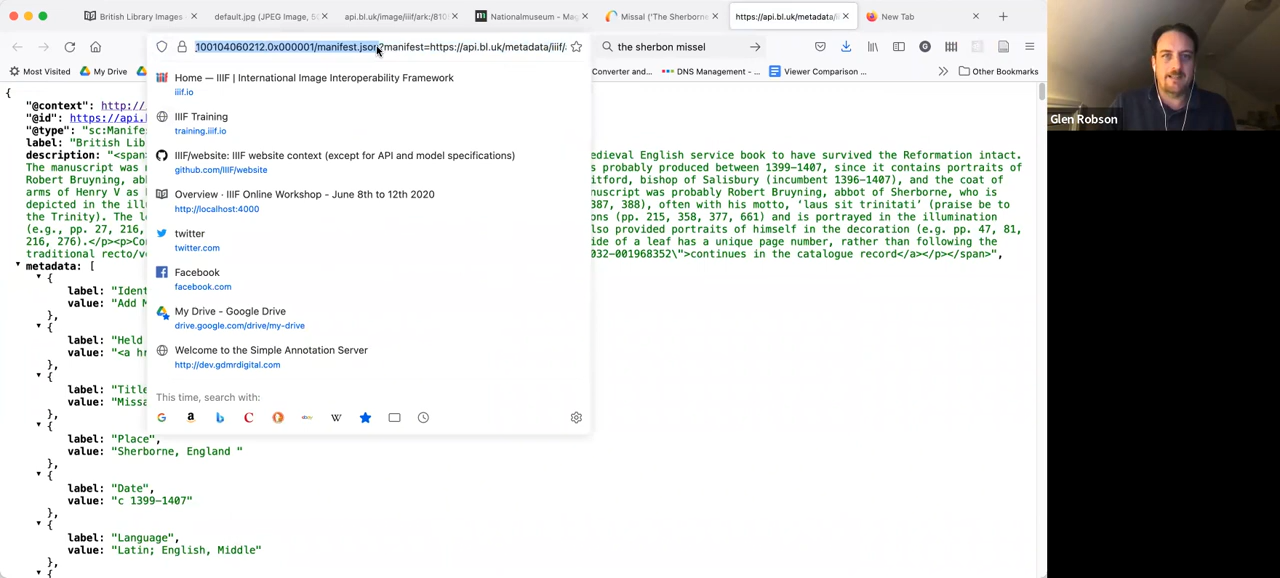 British Library Images
default.jpg (JPEG Image, 50
api.bl.uk/image/iiif/ark:/8105
Nationalmuseum - Mag
Missal ('The Sherborne
https://api.bl.uk/metadata/i
New Tab
100104060212.0x000001/manifest.json?manifest=https://api.bl.uk/metadata/iiif/
the sherbon missel
Most Visited
My Drive
Converter and...
DNS Management - ...
Viewer Comparison ...
Other Bookmarks
Home — IIIF | International Image Interoperability Framework
iiif.io
IIIF Training
training.iiif.io
IIIF/website: IIIF website context (except for API and model specifications)
github.com/IIIF/website
Overview · IIIF Online Workshop - June 8th to 12th 2020
http://localhost:4000
twitter
twitter.com
Facebook
facebook.com
My Drive - Google Drive
drive.google.com/drive/my-drive
Welcome to the Simple Annotation Server
http://dev.gdmrdigital.com
This time, search with:
{
"@context": http://
"@id": https://api.
"@type": "sc:Manife
label: "British Lib
description: "<span edieval English service book to have survived the Reformation intact.
The manuscript was s probably produced between 1399-1407, since it contains portraits of
Robert Bruyning, ab itford, bishop of Salisbury (incumbent 1396-1407), and the coat of
arms of Henry V as nuscript was probably Robert Bruyning, abbot of Sherborne, who is
depicted in the ill 387, 388), often with his motto, 'laus sit trinitati' (praise be to
the Trinity). The l ons (pp. 215, 358, 377, 661) and is portrayed in the illumination
(e.g., pp. 27, 216, lso provided portraits of himself in the decoration (e.g. pp. 47, 81,
216, 276).</p><p>Co ide of a leaf has a unique page number, rather than following the
traditional recto/v 032-001968352\">continues in the catalogue record</a></p></span>",
metadata: [
{
label: "Ident
value: "Add M
},
{
label: "Held
value: "<a hr
},
{
label: "Title
value: "Missa
},
{
label: "Place",
value: "Sherborne, England "
},
{
label: "Date",
value: "c 1399-1407"
},
{
label: "Language",
value: "Latin; English, Middle"
},
{
Glen Robson